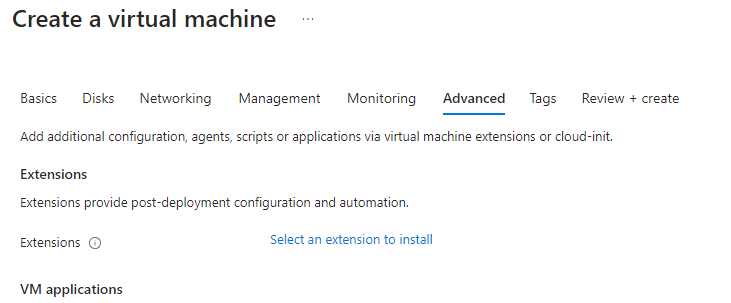 Create a virtual machine ...
Basics Disks Networking Management Monitoring Advanced Tags Review + create
Add additional configuration, agents, scripts or applications via virtual machine extensions or cloud-init.
Extensions
Extensions provide post-deployment configuration and automation.
Extensions Select an extension to install
VM applications